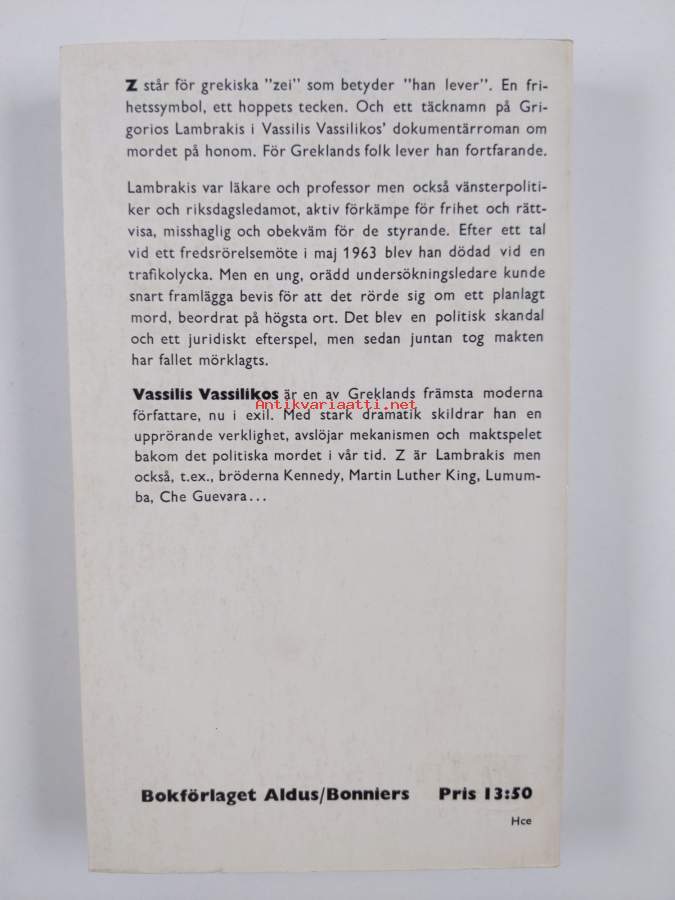 Z står för grekiska "zei" som betyder "han lever". En fri-
hetssymbol, ett hoppets tecken. Och ett täcknamn på Gri-
gorios Lambrakis i Vassilis Vassilikos' dokumentärroman om
mordet på honom. För Greklands folk lever han fortfarande.
Lambrakis var läkare och professor men också vänsterpoliti-
ker och riksdagsledamot, aktiv förkämpe för frihet och rätt-
visa, misshaglig och obekväm för de styrande. Efter ett tal
vid ett fredsrörelsemöte i maj 1963 blev han dödad vid en
trafikolycka. Men en ung, orädd undersökningsledare kunde
snart framlägga bevis för att det rörde sig om ett planlagt
mord, beordrat på högsta ort. Det blev en politisk skandal
och ett juridiskt efterspel, men sedan juntan tog makten
har fallet mörklagts.
Vassilis Vassilikos är en av Greklands främsta moderna
Antikvariaatti.net
författare, nu i exil. Med stark dramatik skildrar han en
upprörande verklighet, avslöjar mekanismen och maktspelet
bakom det politiska mordet i vår tid. Z är Lambrakis men
också, t.ex., bröderna Kennedy, Martin Luther King, Lumum-
ba, Che Guevara...
Bokförlaget Aldus/Bonniers Pris 13:50
Hce